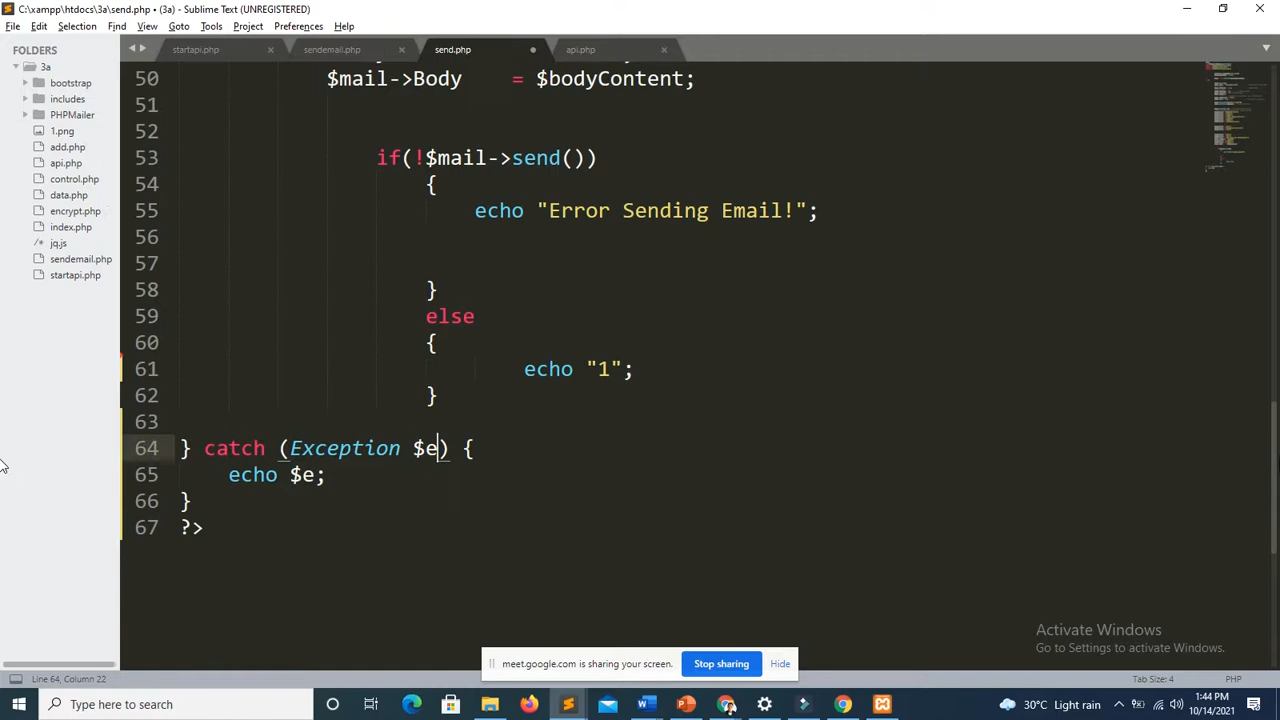 C:\xampp\htdocs\3a\send.php • (3a) - Sublime Text (UNREGISTERED)
File Edit Selection Find View Goto Tools Project Preferences Help
FOLDERS
3a
bootstrap
includes
PHPMailer
1.png
add.php
api.php
control.php
data.php
encrypt.php
index.php
jq.js
sendemail.php
startapi.php
startapi.php sendemail.php send.php api.php
50 $mail->Body = $bodyContent;
51
52
53 if(!$mail->send())
54 {
55 echo "Error Sending Email!";
56
57
58 }
59 else
60 {
61 echo "1";
62 }
63
64 } catch (Exception $e) {
65 echo $e;
66 }
67 ?>
Activate Windows
Go to Settings to activate Windows.
meet.google.com is sharing your screen. Stop sharing Hide
Line 64, Column 22 Tab Size: 4 PHP
Type here to search 30°C Light rain 1:44 PM
10/14/2021